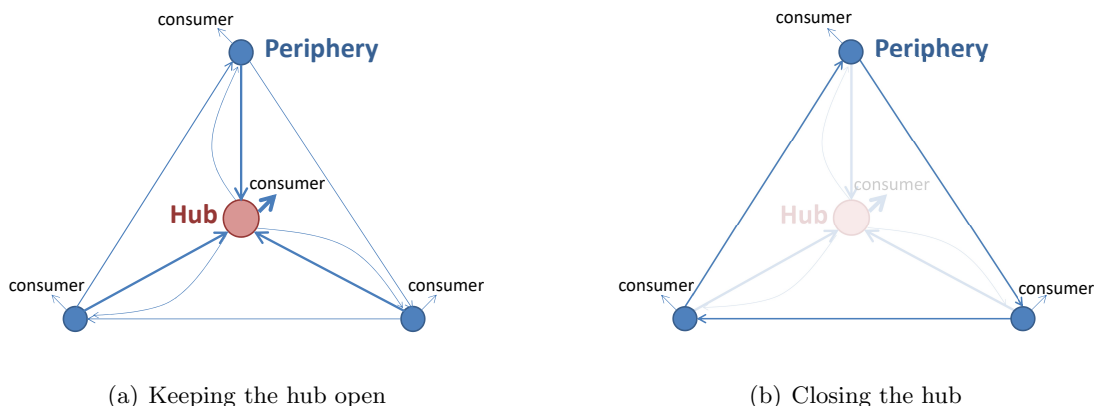 consumer
Periphery
consumer
Hub
consumer
consumer
(a) Keeping the hub open
consumer
Periphery
consumer
Hub
consumer
consumer
(b) Closing the hub